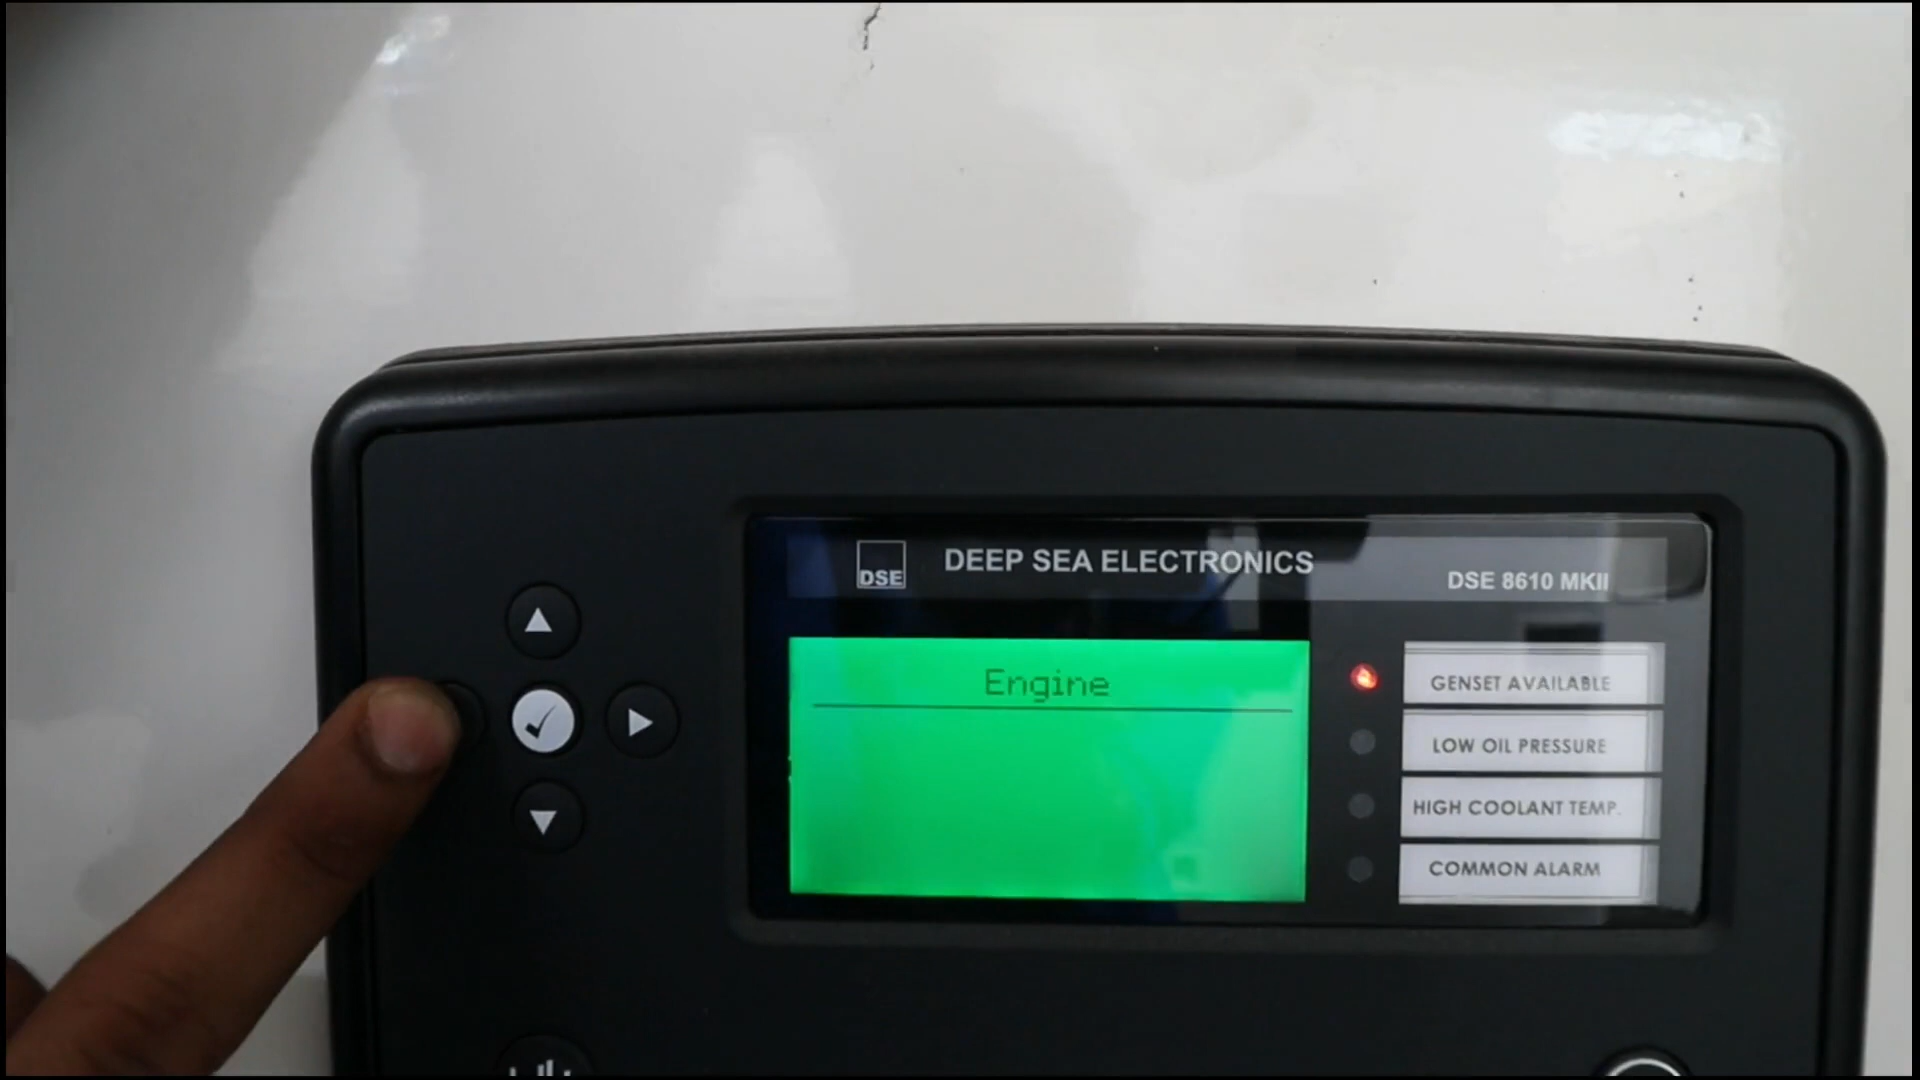 DSE
DEEP SEA ELECTRONICS
DSE 8610 MKII
Engine
GENSET AVAILABLE
LOW OIL PRESSURE
HIGH COOLANT TEMP.
COMMON ALARM